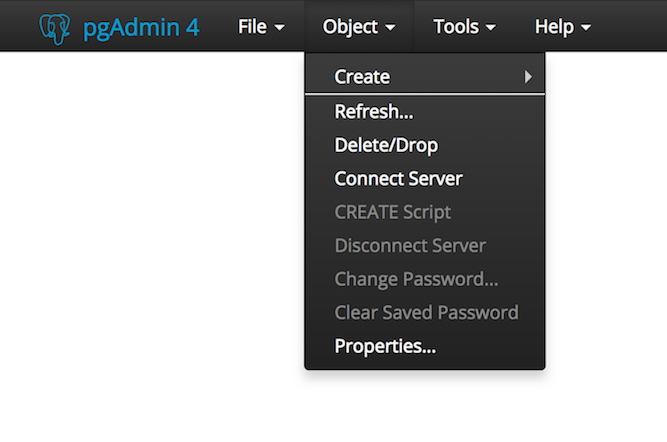 pgAdmin 4 File Object Tools Help
Create
Refresh...
Delete/Drop
Connect Server
CREATE Script
Disconnect Server
Change Password...
Clear Saved Password
Properties...